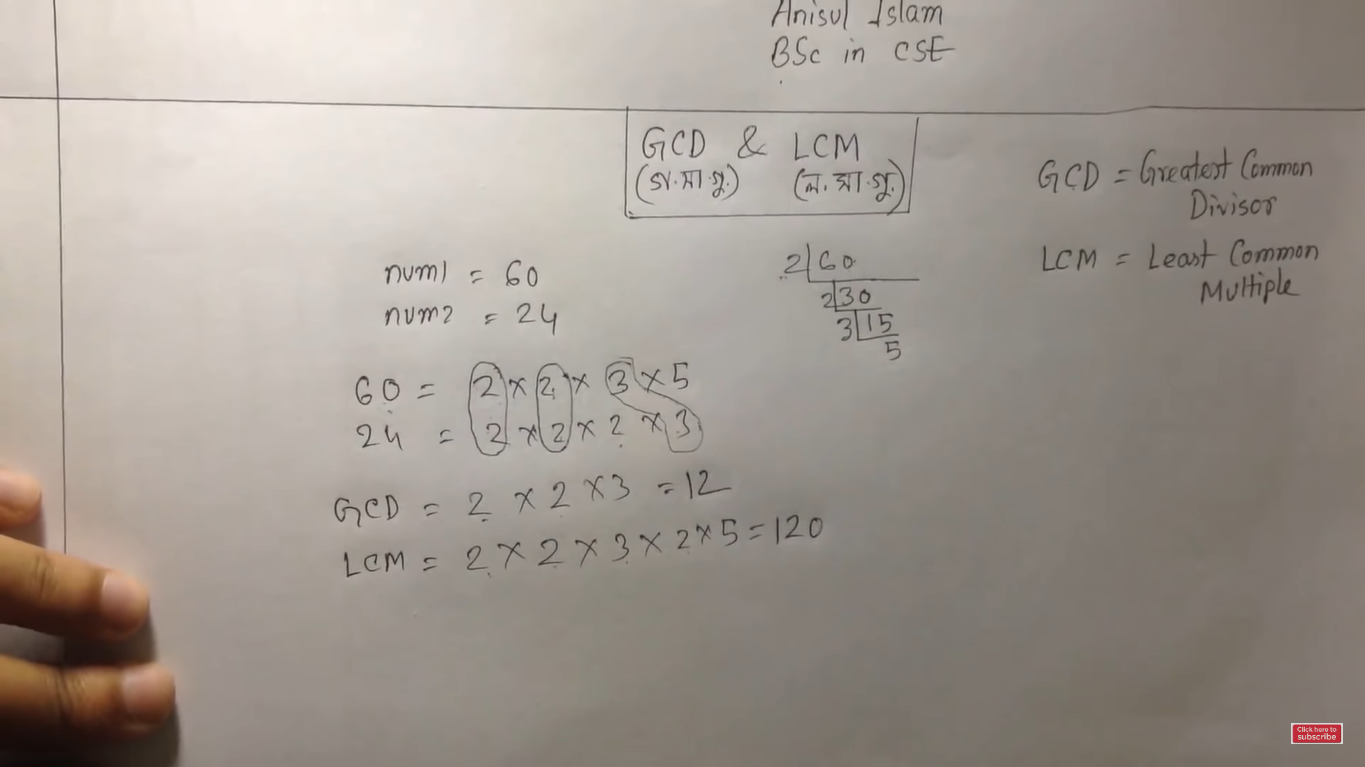 Anisul Islam
BSc in CSE
GCD & LCM
(গ.সা.গু.) (ল.সা.গু.)
GCD = Greatest Common
Divisor
LCM = Least Common
Multiple
num1 = 60
num2 = 24
2 60
2 30
3 15
5
60 = 2 × 2 × 3 × 5
24 = 2 × 2 × 2 × 3
GCD = 2 × 2 × 3 = 12
LCM = 2 × 2 × 3 × 2 × 5 = 120
Click here to
subscribe